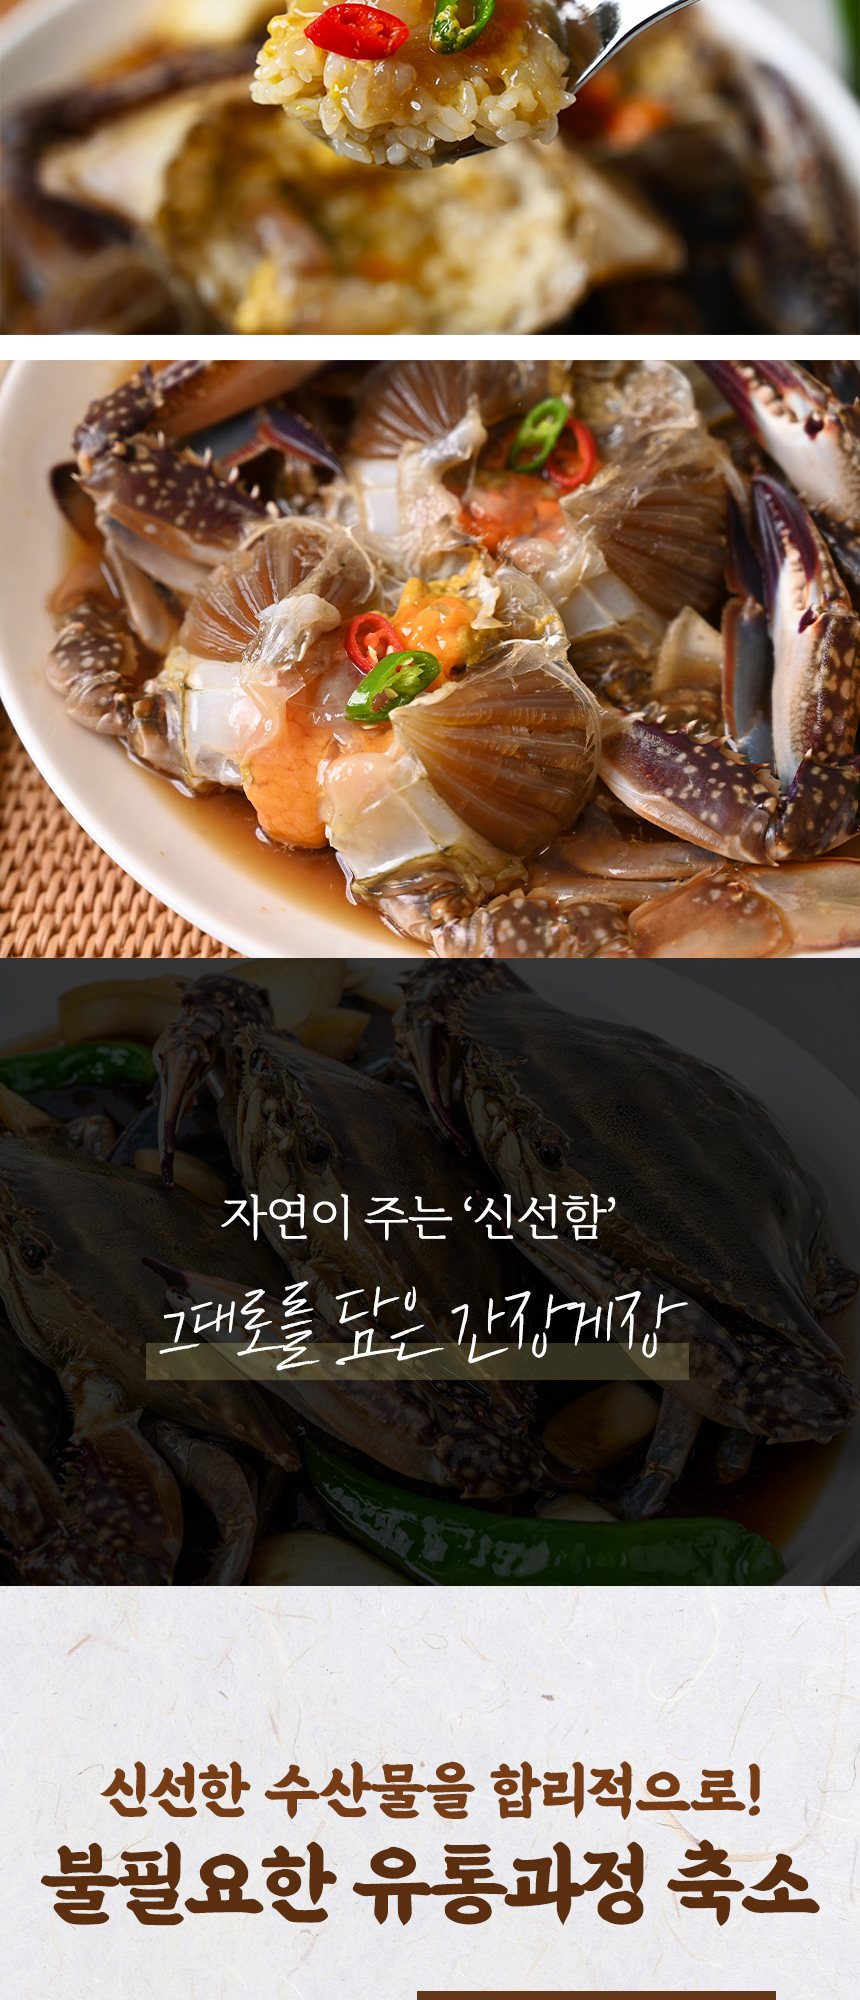 자연이 주는 ‘신선함’
그대로를 담은 간장게장
신선한 수산물을 합리적으로!
불필요한 유통과정 축소